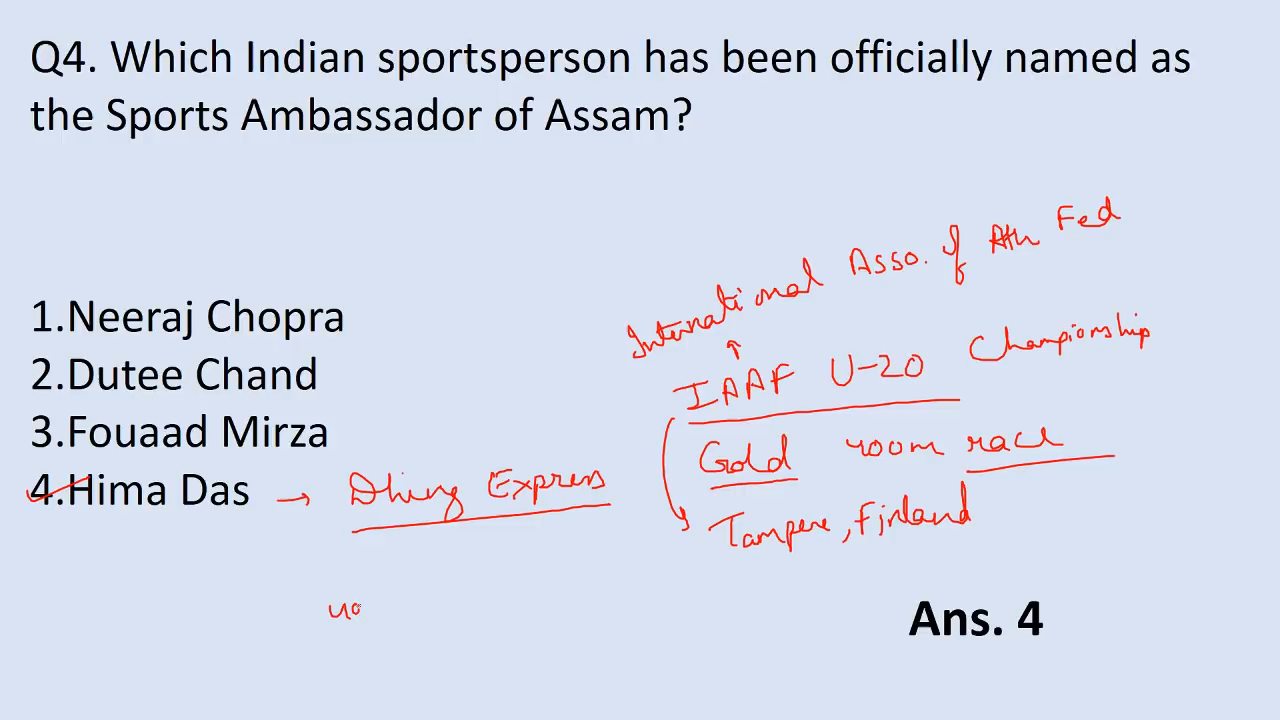 Q4. Which Indian sportsperson has been officially named as
the Sports Ambassador of Assam?
International Asso. of Ath Fed
1.Neeraj Chopra
IAAF U-20 Championship
2.Dutee Chand
3.Fouaad Mirza
Gold 400m race
4.Hima Das → Dhing Express
Tampere, Finland
40
Ans. 4